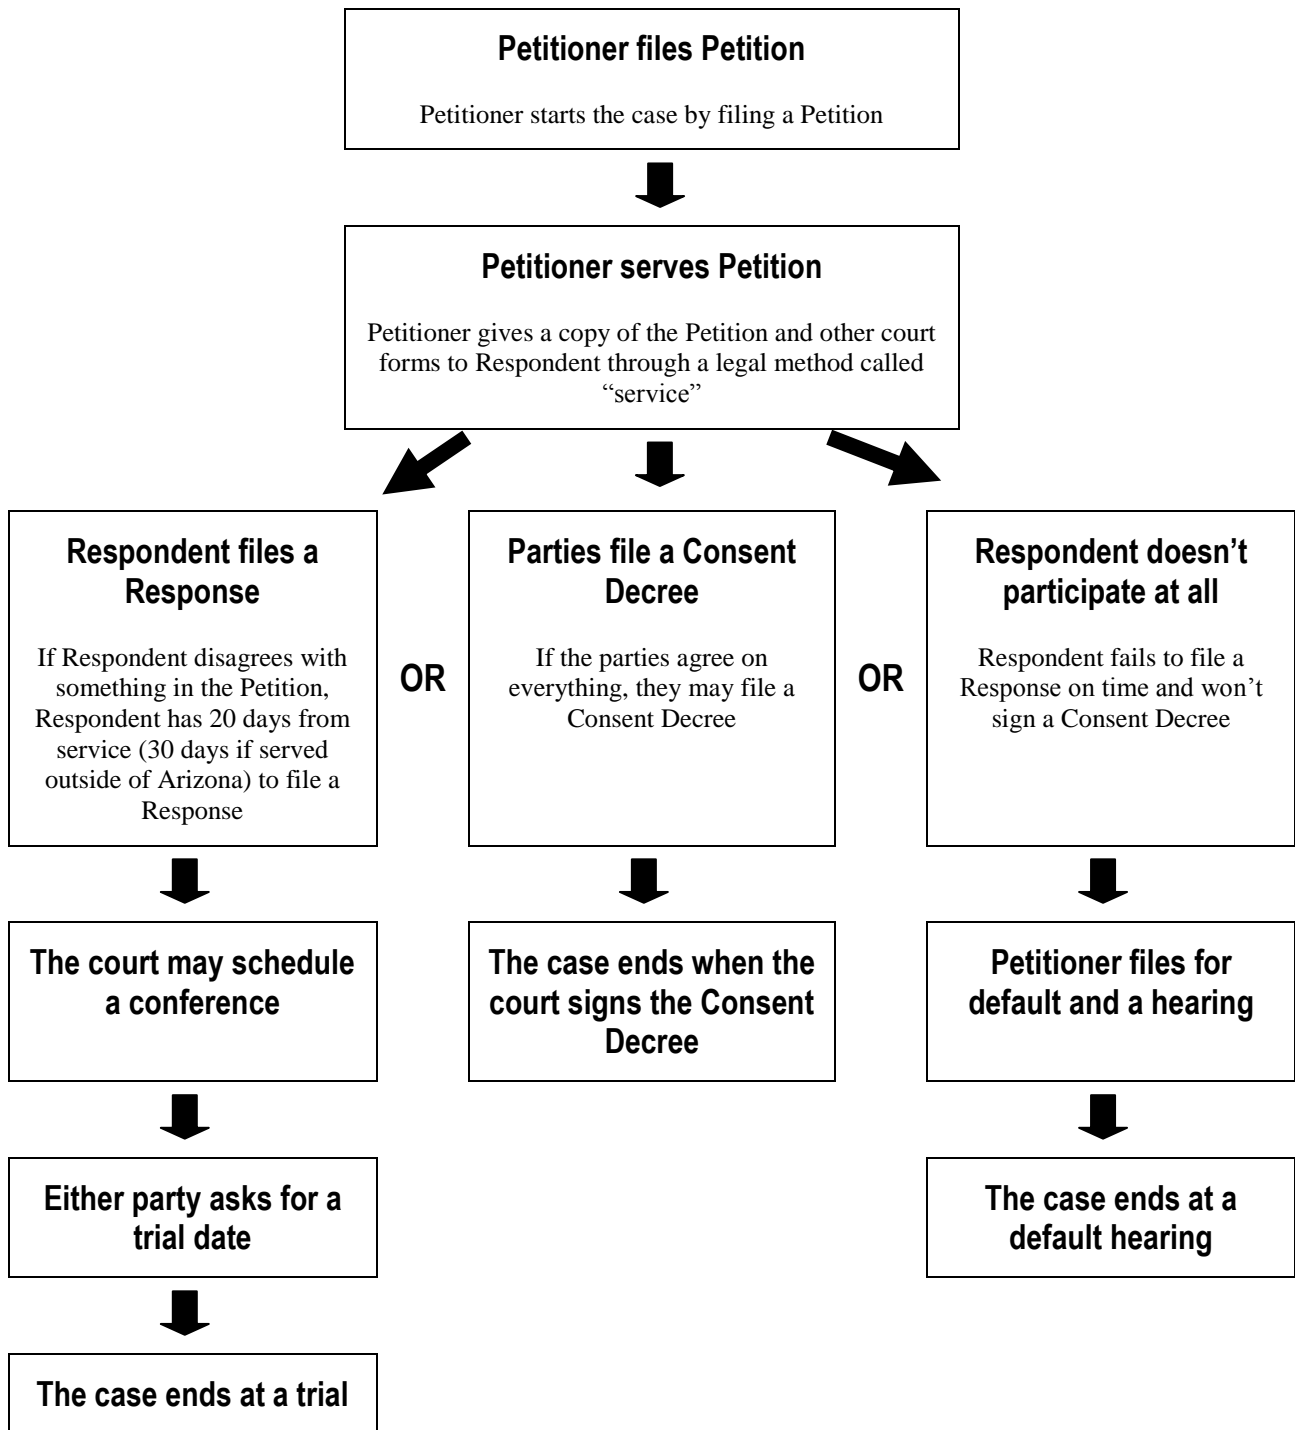 Petitioner files Petition
Petitioner starts the case by filing a Petition
Petitioner serves Petition
Petitioner gives a copy of the Petition and other court
forms to Respondent through a legal method called
“service”
Respondent files a
Response
If Respondent disagrees with
something in the Petition,
Respondent has 20 days from
service (30 days if served
outside of Arizona) to file a
Response
OR
Parties file a Consent
Decree
If the parties agree on
everything, they may file a
Consent Decree
OR
Respondent doesn’t
participate at all
Respondent fails to file a
Response on time and won’t
sign a Consent Decree
The court may schedule
a conference
The case ends when the
court signs the Consent
Decree
Petitioner files for
default and a hearing
Either party asks for a
trial date
The case ends at a
default hearing
The case ends at a trial